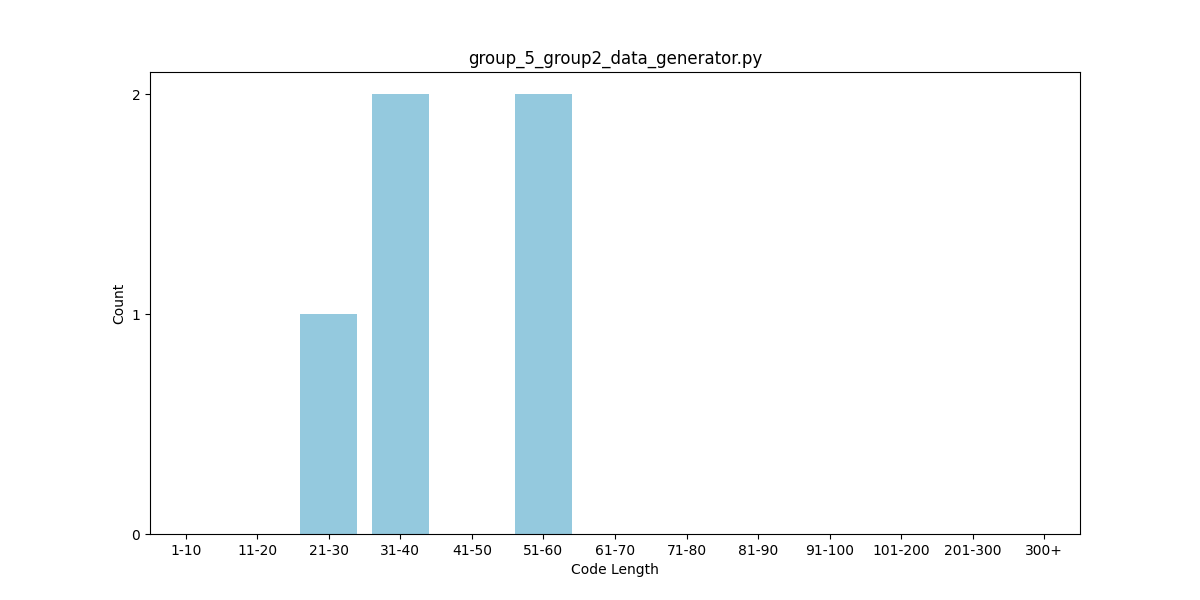 group_5_group2_data_generator.py
Count
2
1
0
1-10 11-20 21-30 31-40 41-50 51-60 61-70 71-80 81-90 91-100 101-200 201-300 300+
Code Length